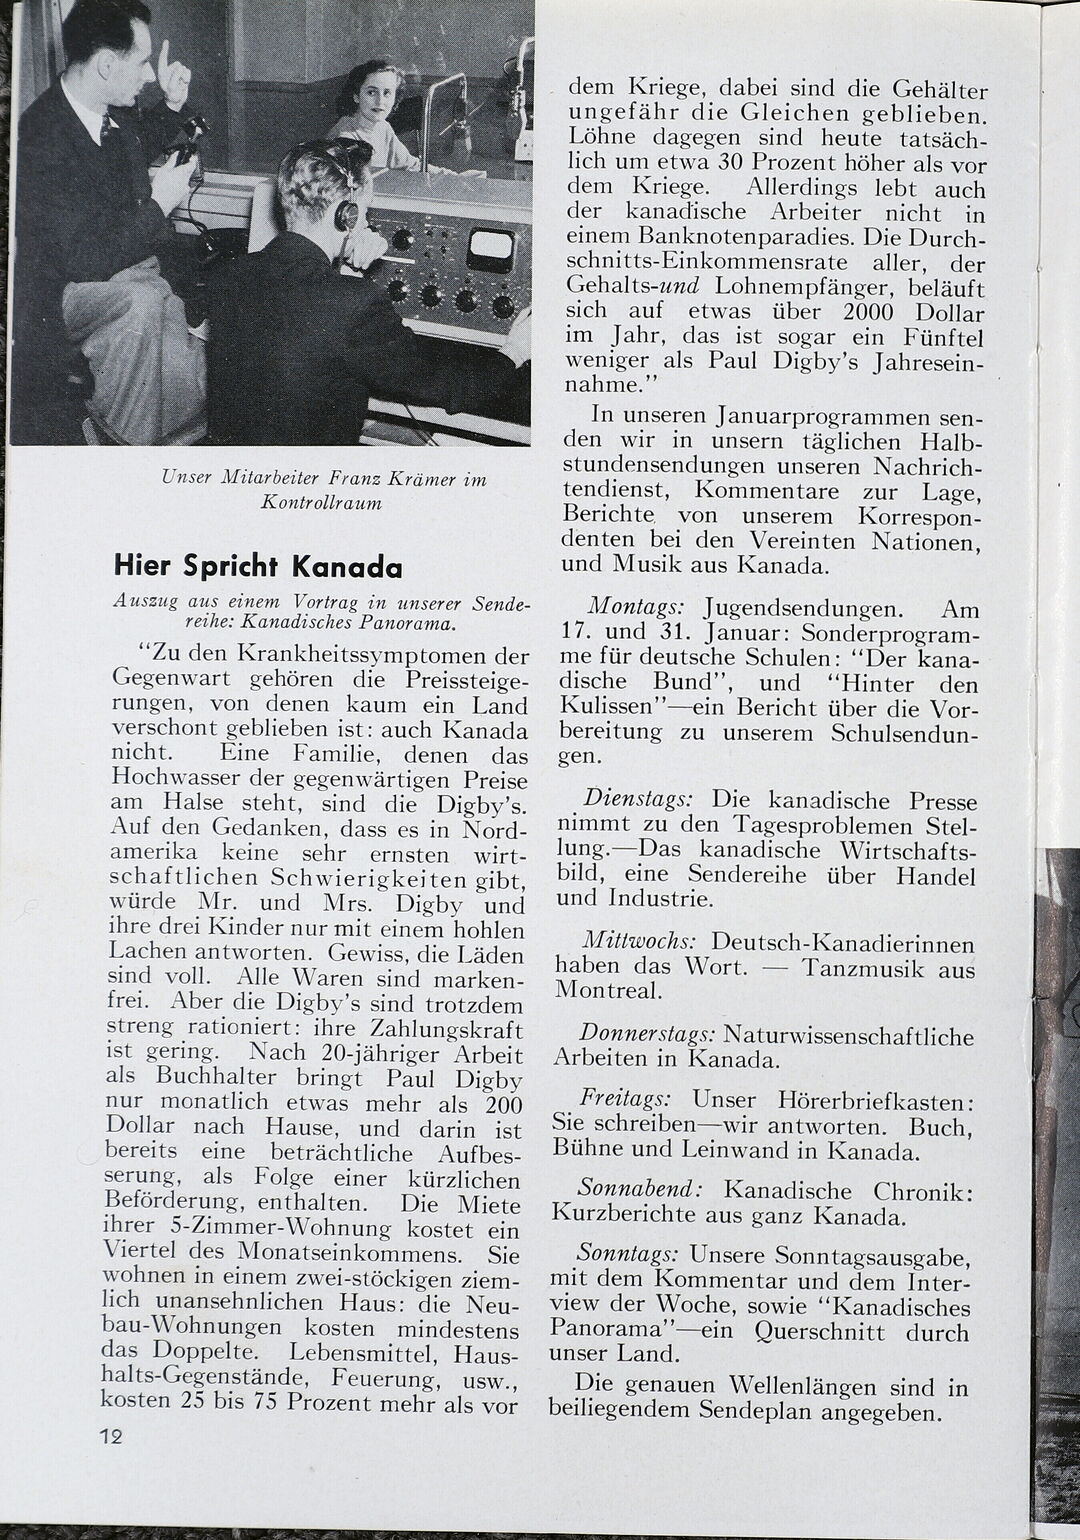 Unser Mitarbeiter Franz Krämer im
Kontrollraum
Hier Spricht Kanada
Auszug aus einem Vortrag in unserer Sende-
reihe: Kanadisches Panorama.
“Zu den Krankheitssymptomen der
Gegenwart gehören die Preissteige-
rungen, von denen kaum ein Land
verschont geblieben ist: auch Kanada
nicht. Eine Familie, denen das
Hochwasser der gegenwärtigen Preise
am Halse steht, sind die Digby’s.
Auf den Gedanken, dass es in Nord-
amerika keine sehr ernsten wirt-
schaftlichen Schwierigkeiten gibt,
würde Mr. und Mrs. Digby und
ihre drei Kinder nur mit einem hohlen
Lachen antworten. Gewiss, die Läden
sind voll. Alle Waren sind marken-
frei. Aber die Digby’s sind trotzdem
streng rationiert: ihre Zahlungskraft
ist gering. Nach 20-jähriger Arbeit
als Buchhalter bringt Paul Digby
nur monatlich etwas mehr als 200
Dollar nach Hause, und darin ist
bereits eine beträchtliche Aufbes-
serung, als Folge einer kürzlichen
Beförderung, enthalten. Die Miete
ihrer 5-Zimmer-Wohnung kostet ein
Viertel des Monatseinkommens. Sie
wohnen in einem zwei-stöckigen ziem-
lich unansehnlichen Haus: die Neu-
bau-Wohnungen kosten mindestens
das Doppelte. Lebensmittel, Haus-
halts-Gegenstände, Feuerung, usw.,
kosten 25 bis 75 Prozent mehr als vor
12
dem Kriege, dabei sind die Gehälter
ungefähr die Gleichen geblieben.
Löhne dagegen sind heute tatsäch-
lich um etwa 30 Prozent höher als vor
dem Kriege. Allerdings lebt auch
der kanadische Arbeiter nicht in
einem Banknotenparadies. Die Durch-
schnitts-Einkommensrate aller, der
Gehalts-und Lohnempfänger, beläuft
sich auf etwas über 2000 Dollar
im Jahr, das ist sogar ein Fünftel
weniger als Paul Digby’s Jahresein-
nahme.”
In unseren Januarprogrammen sen-
den wir in unsern täglichen Halb-
stundensendungen unseren Nachrich-
tendienst, Kommentare zur Lage,
Berichte von unserem Korrespon-
denten bei den Vereinten Nationen,
und Musik aus Kanada.
Montags: Jugendsendungen. Am
17. und 31. Januar: Sonderprogram-
me für deutsche Schulen: “Der kana-
dische Bund”, und “Hinter den
Kulissen”—ein Bericht über die Vor-
bereitung zu unserem Schulsendun-
gen.
Dienstags: Die kanadische Presse
nimmt zu den Tagesproblemen Stel-
lung.—Das kanadische Wirtschafts-
bild, eine Sendereihe über Handel
und Industrie.
Mittwochs: Deutsch-Kanadierinnen
haben das Wort. — Tanzmusik aus
Montreal.
Donnerstags: Naturwissenschaftliche
Arbeiten in Kanada.
Freitags: Unser Hörerbriefkasten:
Sie schreiben—wir antworten. Buch,
Bühne und Leinwand in Kanada.
Sonnabend: Kanadische Chronik:
Kurzberichte aus ganz Kanada.
Sonntags: Unsere Sonntagsausgabe,
mit dem Kommentar und dem Inter-
view der Woche, sowie “Kanadisches
Panorama”—ein Querschnitt durch
unser Land.
Die genauen Wellenlängen sind in
beiliegendem Sendeplan angegeben.